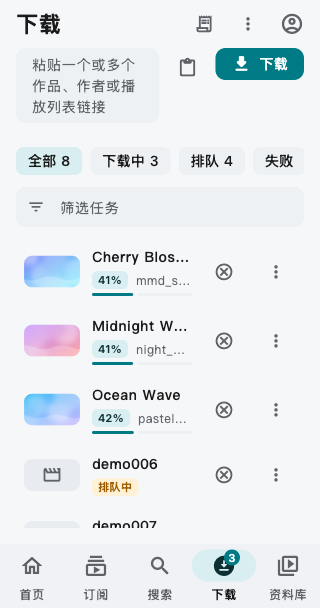 下载
粘贴一个或多个
作品、作者或播
放列表链接
下载
全部 8
下载中 3
排队 4
失败
筛选任务
Cherry Blos...
41%
mmd_s...
Midnight W...
41%
night_...
Ocean Wave
42%
pastel...
demo006
排队中
demo007
3
首页
订阅
搜索
下载
资料库